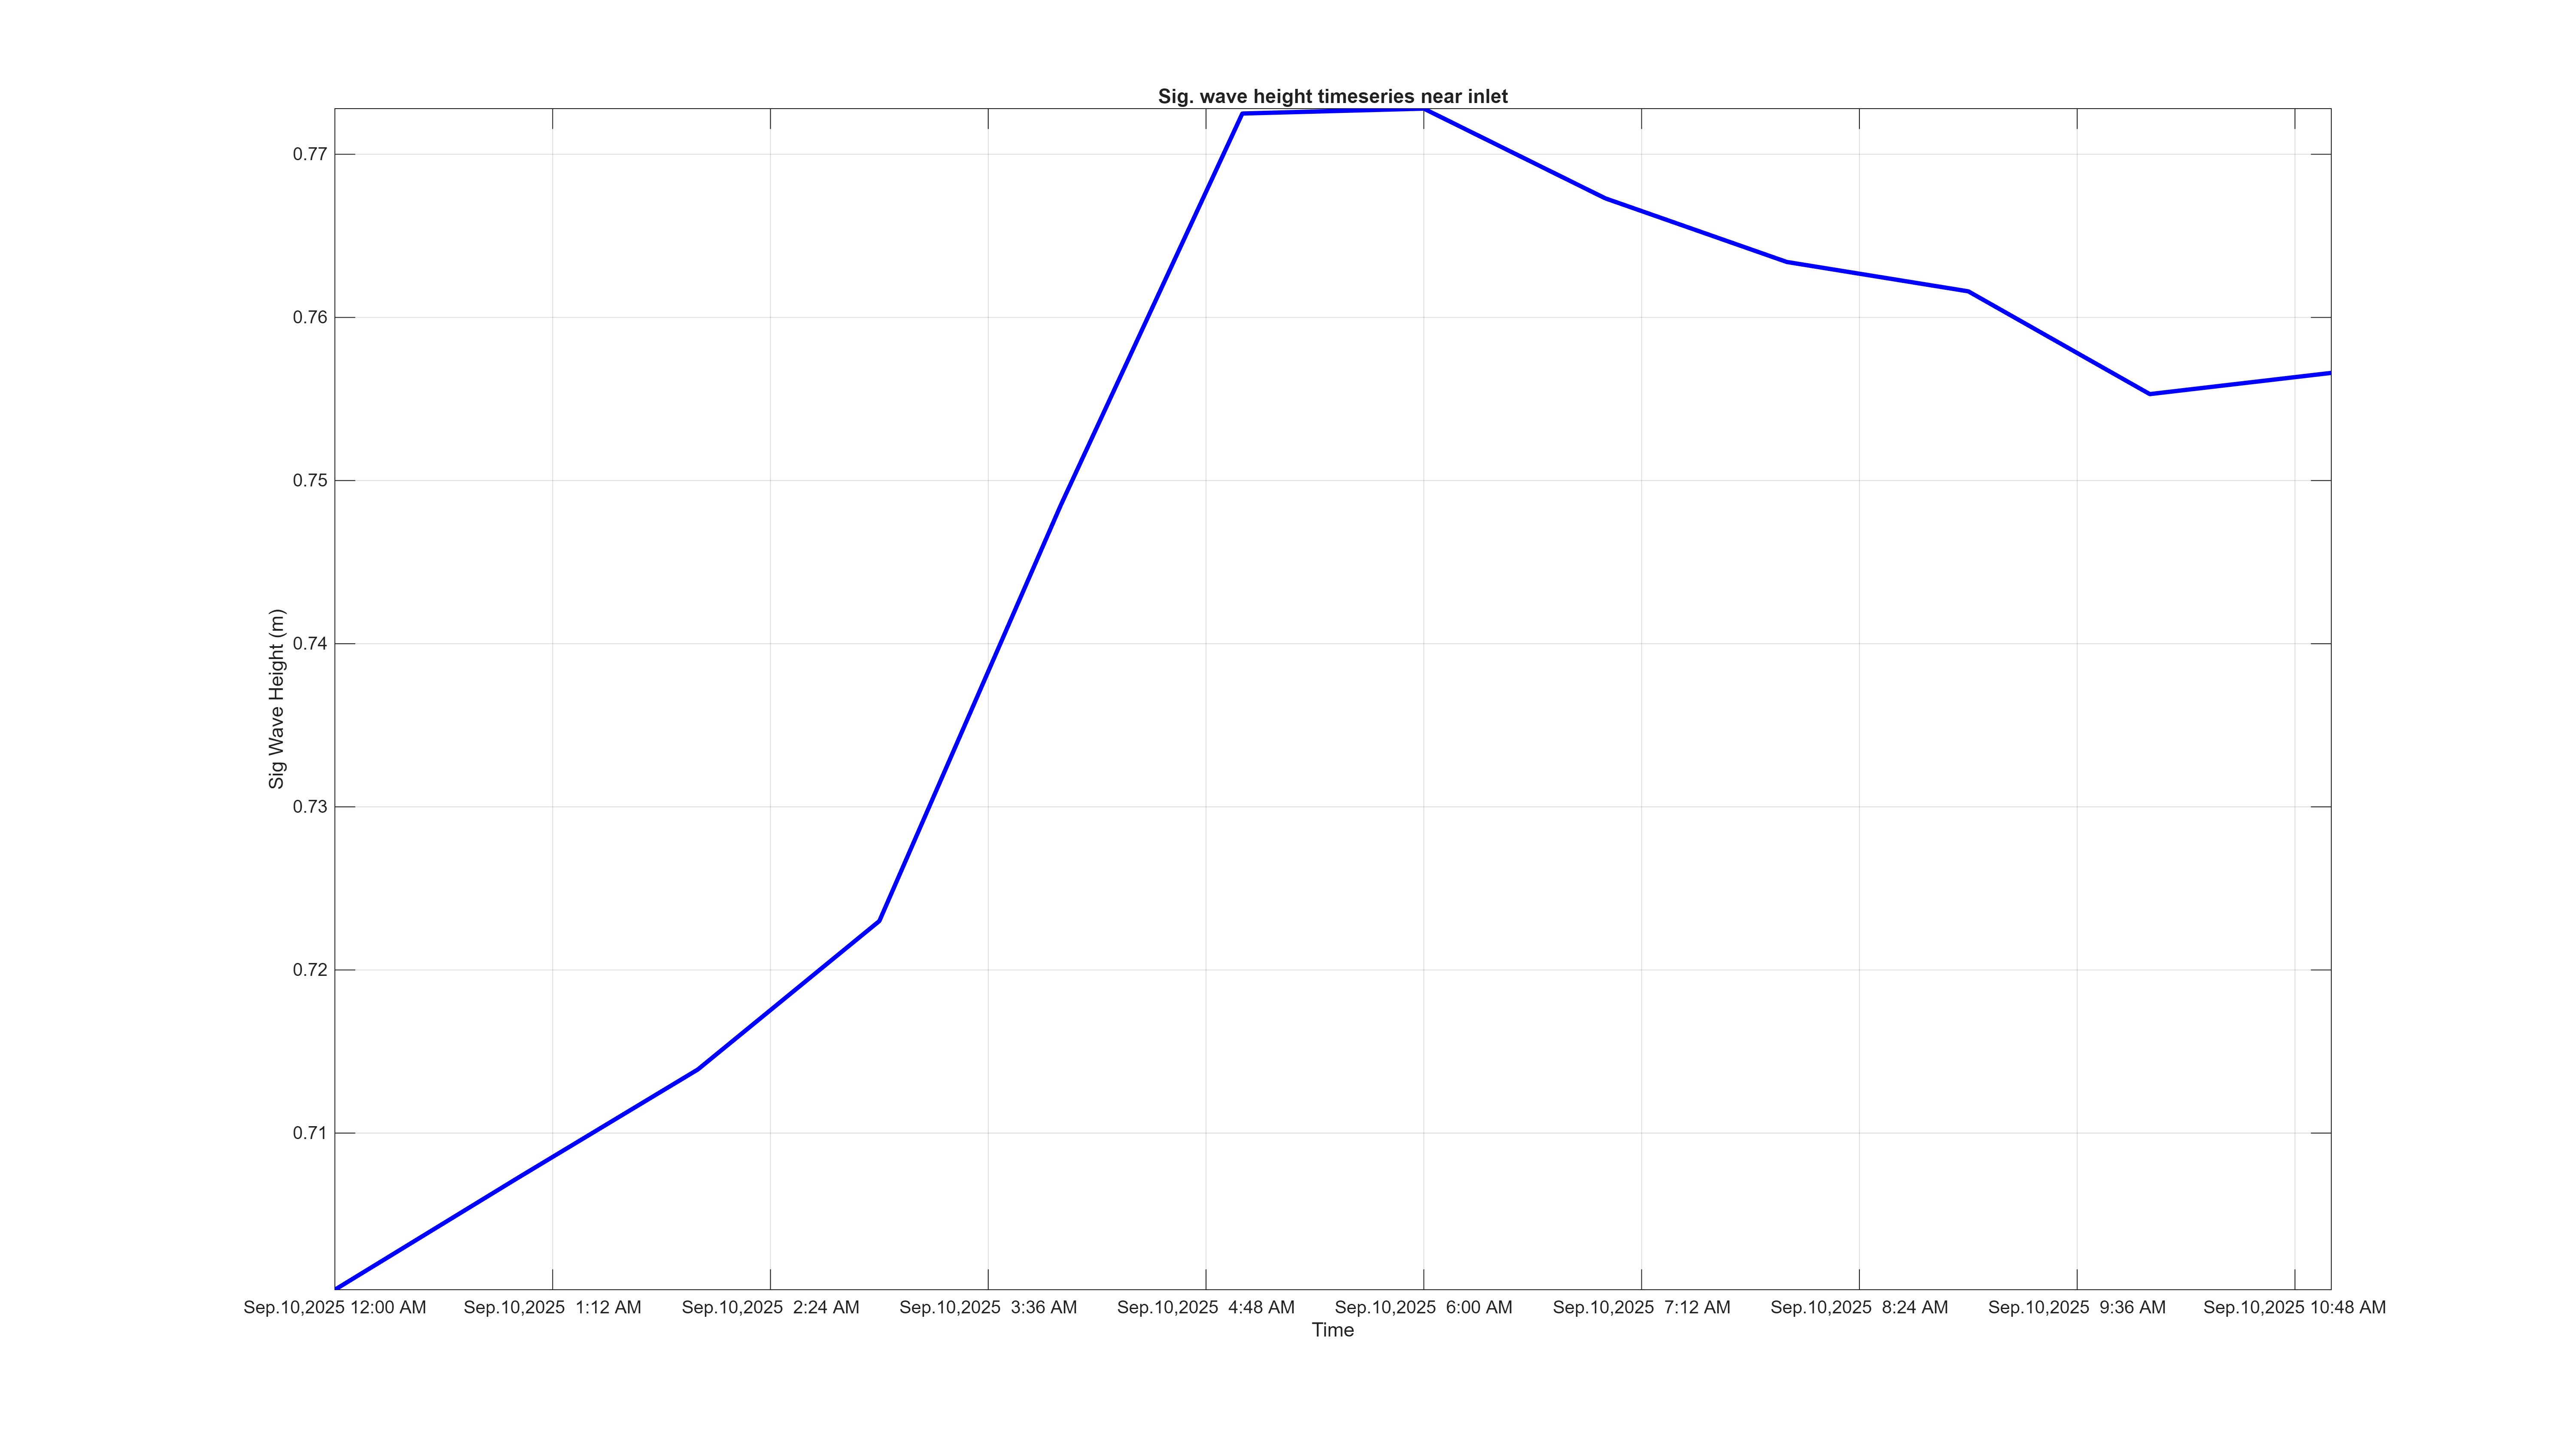 Sig. wave height timeseries near inlet
0.77
0.76
0.75
0.74
0.73
0.72
0.71
Sig Wave Height (m)
Sep.10,2025 12:00 AM
Sep.10,2025  1:12 AM
Sep.10,2025  2:24 AM
Sep.10,2025  3:36 AM
Sep.10,2025  4:48 AM
Sep.10,2025  6:00 AM
Sep.10,2025  7:12 AM
Sep.10,2025  8:24 AM
Sep.10,2025  9:36 AM
Sep.10,2025 10:48 AM
Time